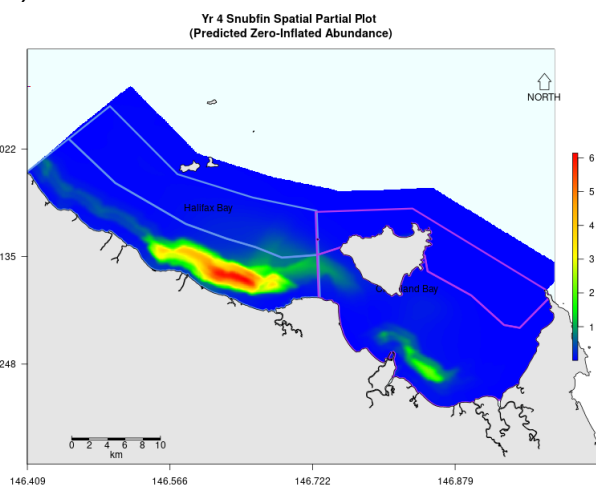 Yr 4 Snubfin Spatial Partial Plot
(Predicted Zero-Inflated Abundance)
NORTH
022
6
5
Halifax Bay
4
135
3
land Bay
2
1
248
0
0 2 4 6 8 10
km
146.409 146.566 146.722 146.879